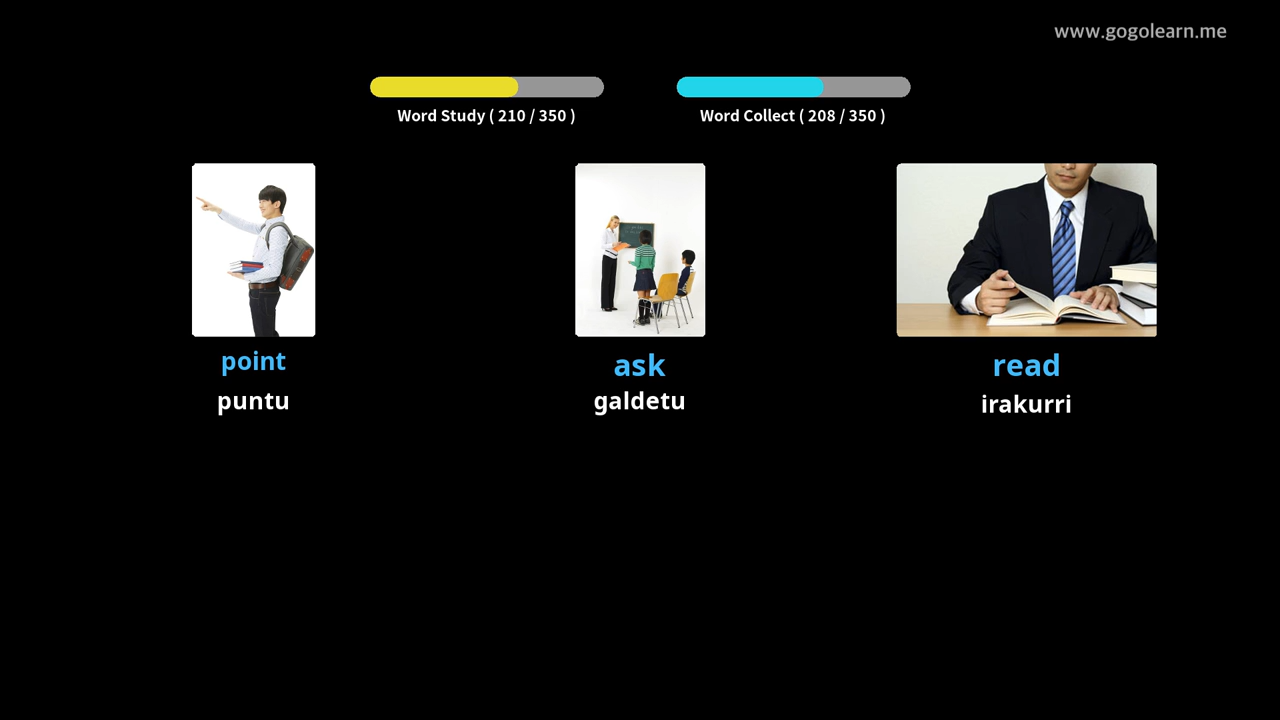 www.gogolearn.me
Word Study ( 210 / 350 )
Word Collect ( 208 / 350 )
point
puntu
ask
galdetu
read
irakurri